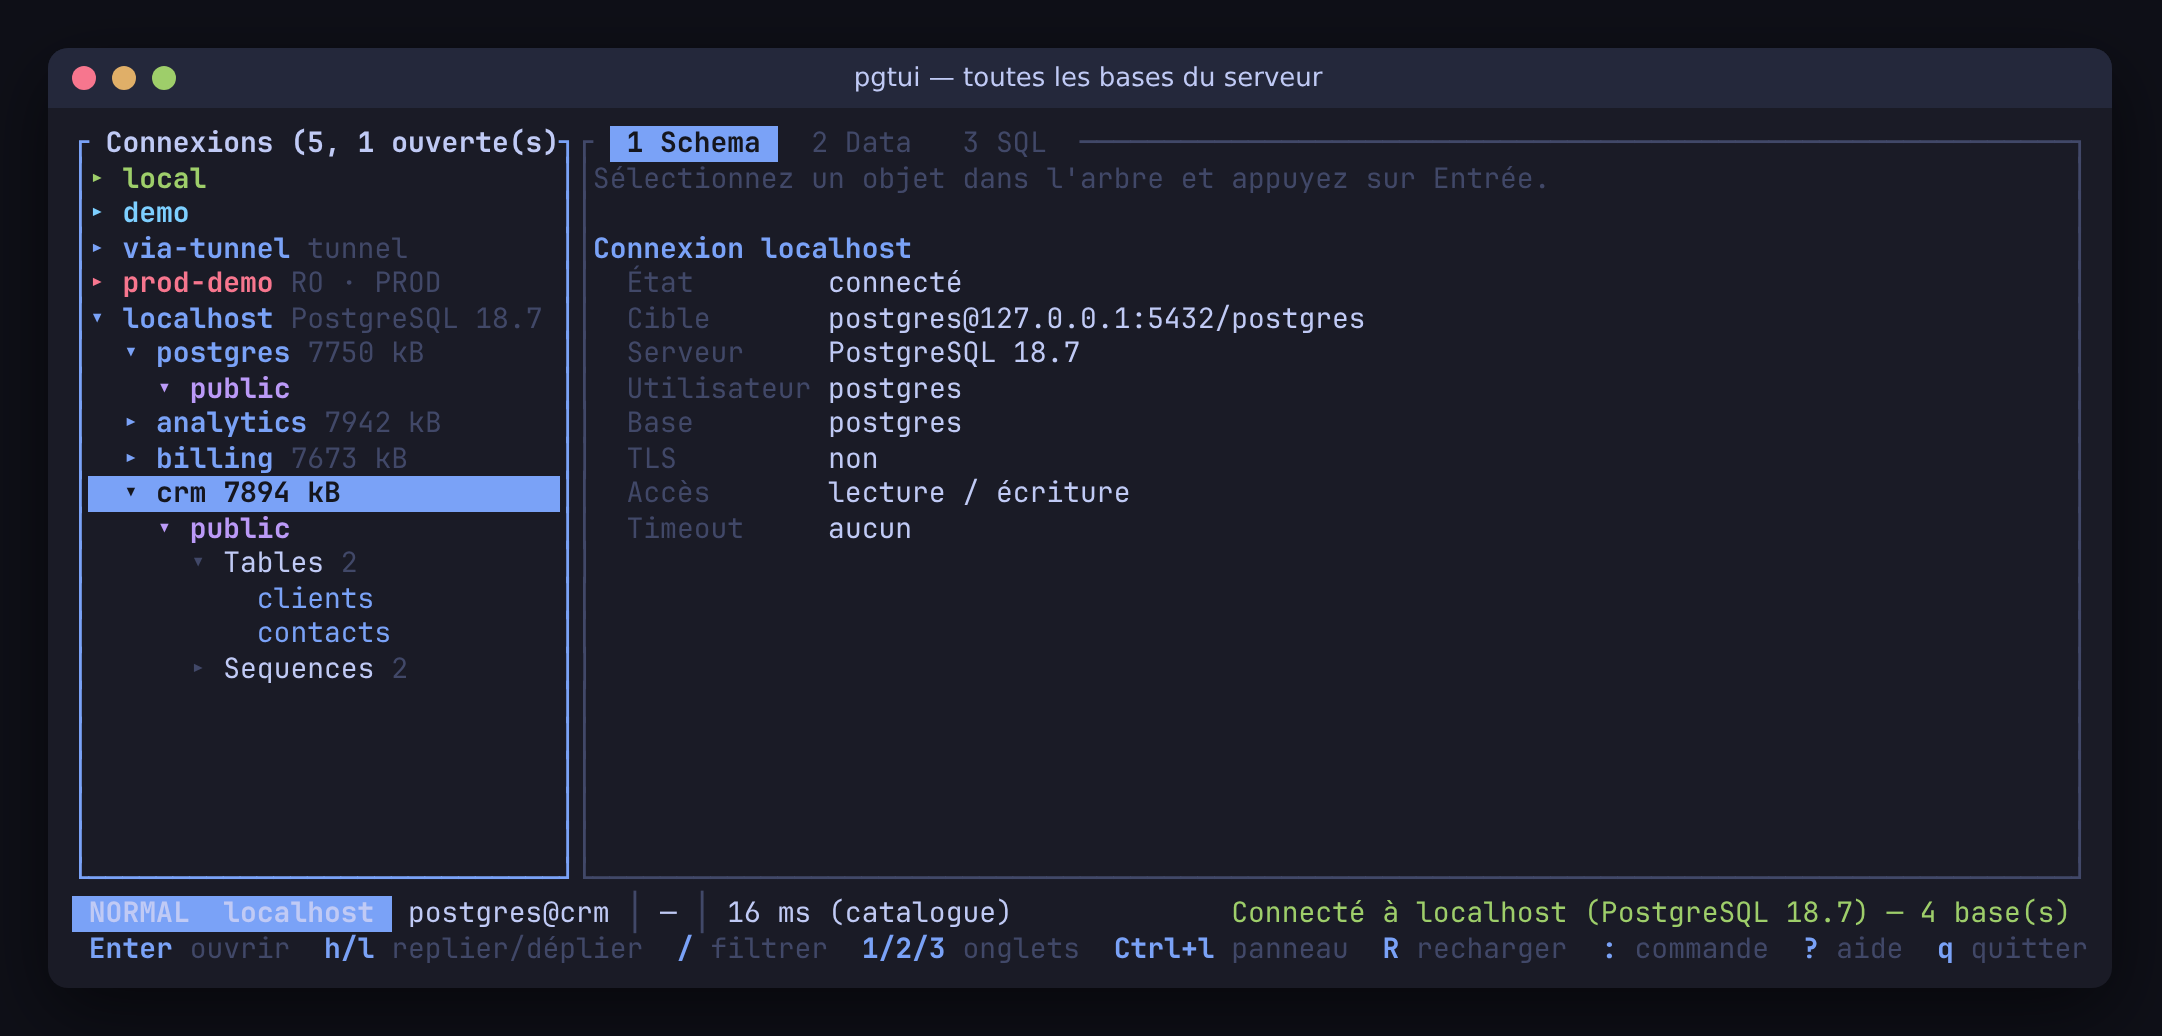 pgtui — toutes les bases du serveur
Connexions (5, 1 ouverte(s)
▸ local
▸ demo
▸ via-tunnel tunnel
▸ prod-demo RO · PROD
▾ localhost PostgreSQL 18.7
▾ postgres 7750 kB
▾ public
▸ analytics 7942 kB
▸ billing 7673 kB
▾ crm 7894 kB
▾ public
▾ Tables 2
clients
contacts
▸ Sequences 2
1 Schema 2 Data 3 SQL
Sélectionnez un objet dans l'arbre et appuyez sur Entrée.
Connexion localhost
État connecté
Cible postgres@127.0.0.1:5432/postgres
Serveur PostgreSQL 18.7
Utilisateur postgres
Base postgres
TLS non
Accès lecture / écriture
Timeout aucun
NORMAL localhost postgres@crm │ — │ 16 ms (catalogue) Connecté à localhost (PostgreSQL 18.7) — 4 base(s)
Enter ouvrir h/l replier/déplier / filtrer 1/2/3 onglets Ctrl+l panneau R recharger : commande ? aide q quitter